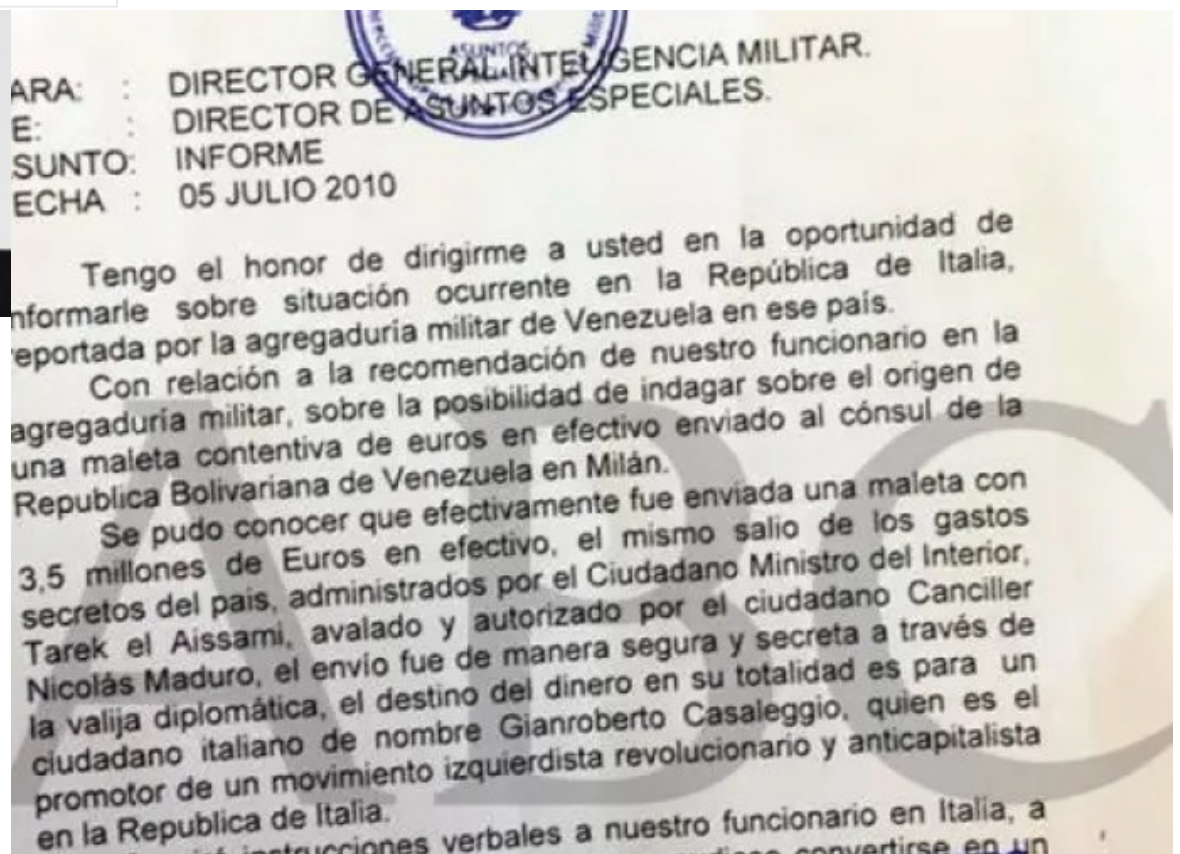 ASUNTOS
ARA: : DIRECTOR GENERAL INTELIGENCIA MILITAR.
E: : DIRECTOR DE ASUNTOS ESPECIALES.
SUNTO: INFORME
ECHA : 05 JULIO 2010
Tengo el honor de dirigirme a usted en la oportunidad de
nformarle sobre situación ocurrente en la República de Italia,
eportada por la agregaduría militar de Venezuela en ese país.
Con relación a la recomendación de nuestro funcionario en la
agregaduría militar, sobre la posibilidad de indagar sobre el origen de
una maleta contentiva de euros en efectivo enviado al cónsul de la
Republica Bolivariana de Venezuela en Milán.
Se pudo conocer que efectivamente fue enviada una maleta con
3,5 millones de Euros en efectivo, el mismo salio de los gastos
secretos del pais, administrados por el Ciudadano Ministro del Interior,
Tarek el Aissami, avalado y autorizado por el ciudadano Canciller
Nicolás Maduro, el envio fue de manera segura y secreta a través de
la valija diplomática, el destino del dinero en su totalidad es para un
ciudadano italiano de nombre Gianroberto Casaleggio, quien es el
promotor de un movimiento izquierdista revolucionario y anticapitalista
en la Republica de Italia.
instrucciones verbales a nuestro funcionario en Italia, a
convertirse en un
ABC